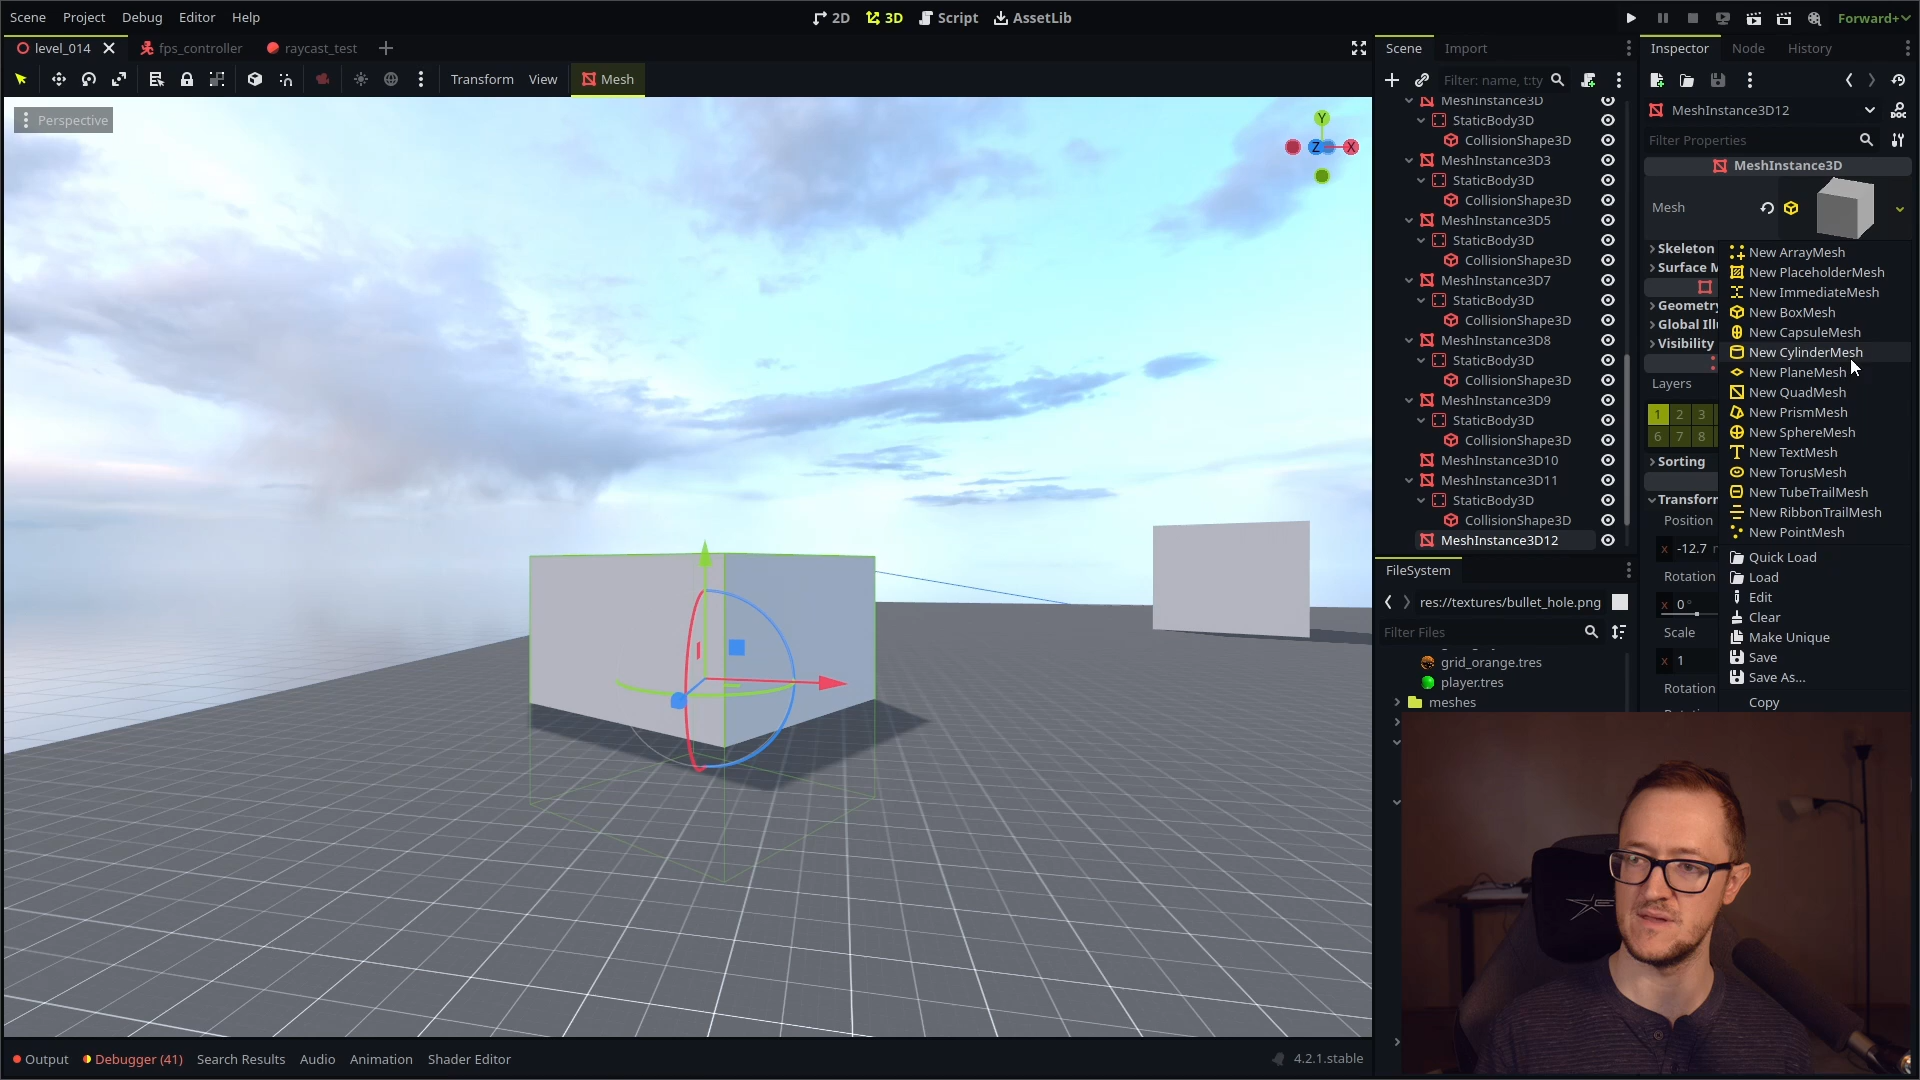 Scene Project Debug Editor Help
2D 3D Script AssetLib
Forward+
level_014 fps_controller raycast_test
Transform View Mesh
Perspective
Y
Z X
Scene Import
Filter: name, t:ty
MeshInstance3D
StaticBody3D
CollisionShape3D
MeshInstance3D3
StaticBody3D
CollisionShape3D
MeshInstance3D5
StaticBody3D
CollisionShape3D
MeshInstance3D7
StaticBody3D
CollisionShape3D
MeshInstance3D8
StaticBody3D
CollisionShape3D
MeshInstance3D9
StaticBody3D
CollisionShape3D
MeshInstance3D10
MeshInstance3D11
StaticBody3D
CollisionShape3D
MeshInstance3D12
FileSystem
res://textures/bullet_hole.png
Filter Files
grid_orange.tres
player.tres
meshes
Inspector Node History
MeshInstance3D12
Filter Properties
MeshInstance3D
Mesh
Skeleton
Surface M
Geometry
Global Illu
Visibility
Layers
1 2 3
6 7 8
Sorting
Transform
Position
x -12.7
Rotation
x 0°
Scale
x 1
Rotation
New ArrayMesh
New PlaceholderMesh
New ImmediateMesh
New BoxMesh
New CapsuleMesh
New CylinderMesh
New PlaneMesh
New QuadMesh
New PrismMesh
New SphereMesh
New TextMesh
New TorusMesh
New TubeTrailMesh
New RibbonTrailMesh
New PointMesh
Quick Load
Load
Edit
Clear
Make Unique
Save
Save As...
Copy
Output Debugger (41) Search Results Audio Animation Shader Editor
4.2.1.stable